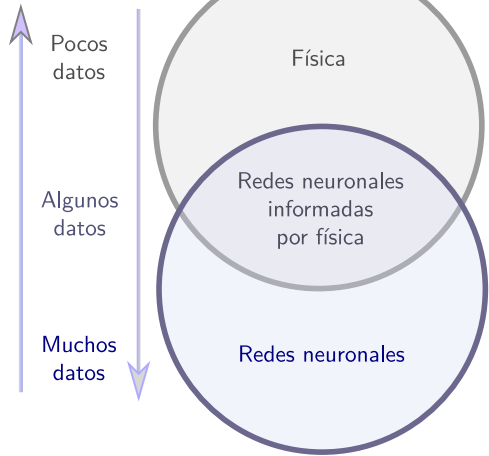 Pocos
datos
Física
Algunos
datos
Redes neuronales
informadas
por física
Muchos
datos
Redes neuronales